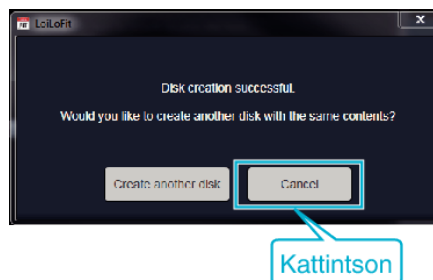 LoiLoFit
Disk creation successful.
Would you like to create another disk with the same contents?
Create another disk
Cancel
Kattintson